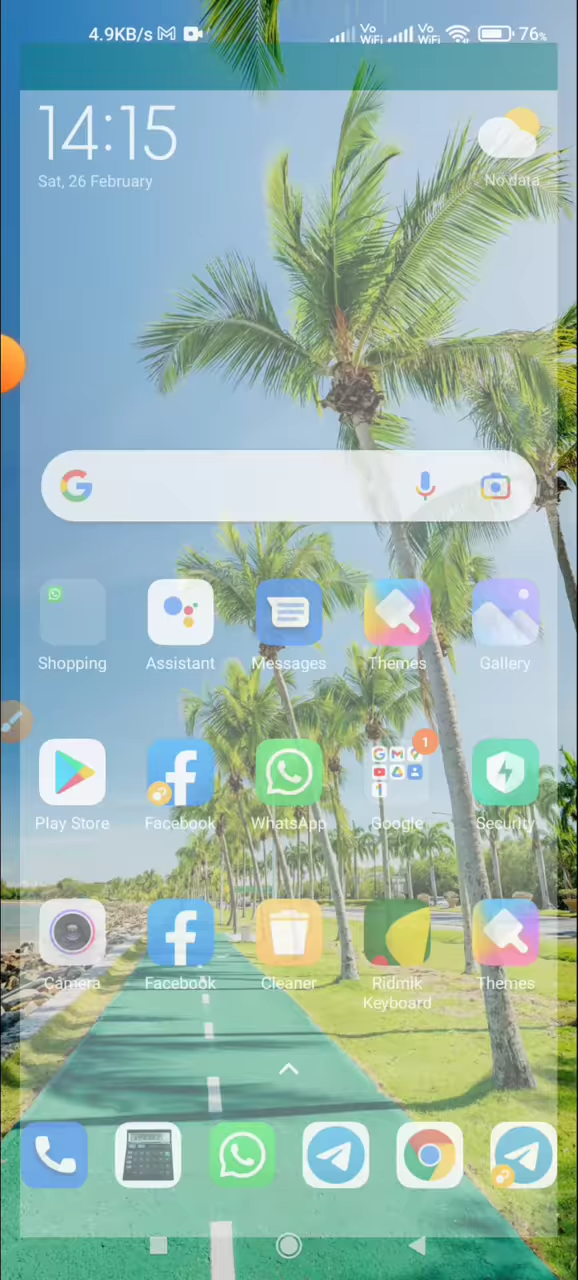 4.9KB/s Vo WiFi Vo WiFi 76%
14:15
Sat, 26 February
No data
Shopping Assistant Messages Themes Gallery
1
Play Store Facebook WhatsApp Google Security
Camera Facebook Cleaner Ridmik Keyboard Themes